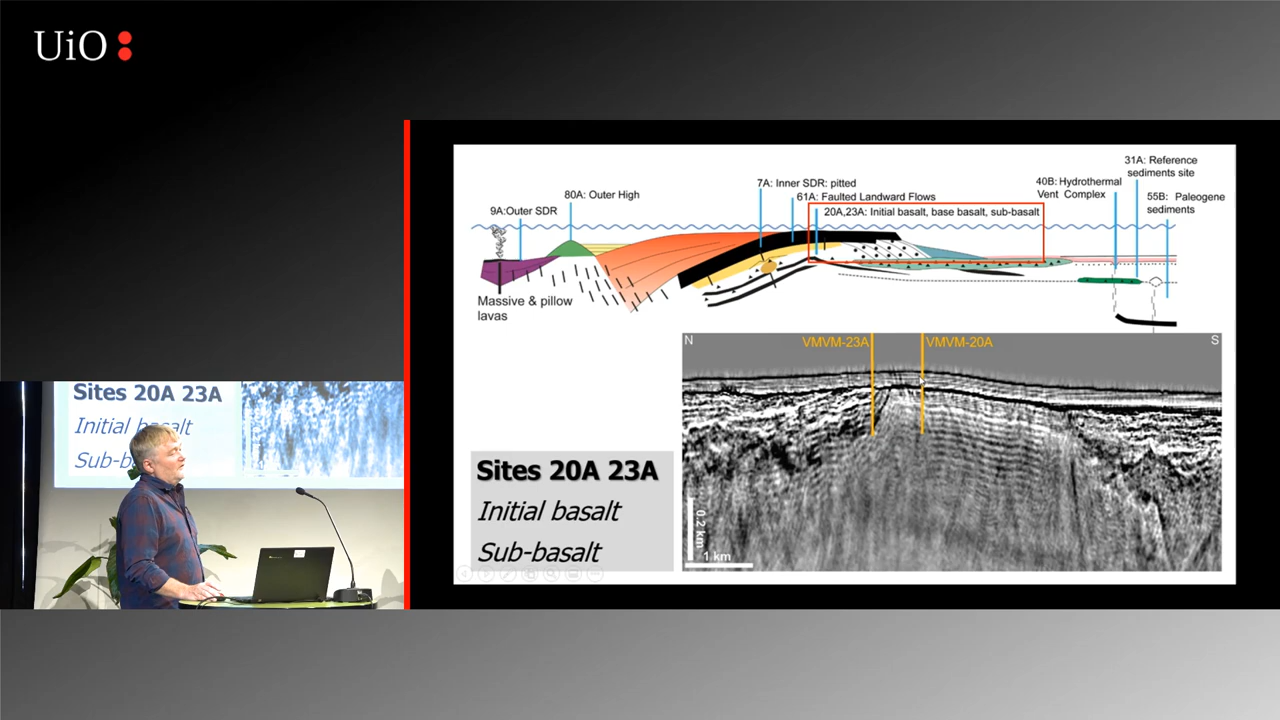 UiO
31A: Reference
sediments site
7A: Inner SDR: pitted
40B: Hydrothermal
Vent Complex
80A: Outer High
61A: Faulted Landward Flows
55B: Paleogene
sediments
9A:Outer SDR
20A,23A: Initial basalt, base basalt, sub-basalt
Massive & pillow
lavas
N
VMVM-23A
VMVM-20A
S
Sites 20A 23A
Initial basalt
Sub-basalt
0.2 km
1 km
Sites 20A 23A
Initial basalt
Sub-b